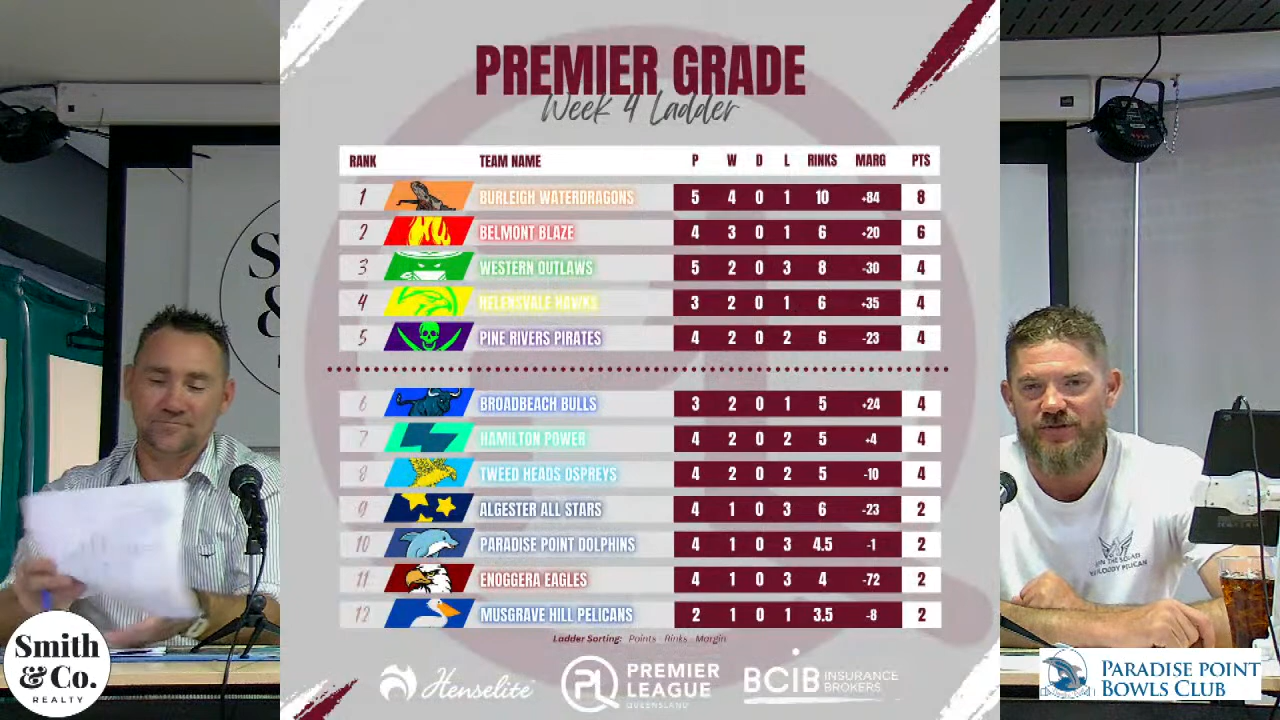 PREMIER GRADE
Week 4 Ladder
RANK TEAM NAME P W D L RINKS MARG PTS
1 BURLEIGH WATERDRAGONS 5 4 0 1 10 +84 8
2 BELMONT BLAZE 4 3 0 1 6 +20 6
3 WESTERN OUTLAWS 5 2 0 3 8 -30 4
4 HELENSVALE HAWKS 3 2 0 1 6 +35 4
5 PINE RIVERS PIRATES 4 2 0 2 6 -23 4
6 BROADBEACH BULLS 3 2 0 1 5 +24 4
7 HAMILTON POWER 4 2 0 2 5 +4 4
8 TWEED HEADS OSPREYS 4 2 0 2 5 -10 4
9 ALGESTER ALL STARS 4 1 0 3 6 -23 2
10 PARADISE POINT DOLPHINS 4 1 0 3 4.5 -1 2
11 ENOGGERA EAGLES 4 1 0 3 4 -72 2
12 MUSGRAVE HILL PELICANS 2 1 0 1 3.5 -8 2
Ladder Sorting: Points Rinks Margin
Henselite
PL PREMIER LEAGUE QUEENSLAND
BCIB INSURANCE BROKERS
S
&
Smith
&Co.
REALTY
JOIN THE SQUAD
BLOODY PELICAN
PARADISE POINT
BOWLS CLUB